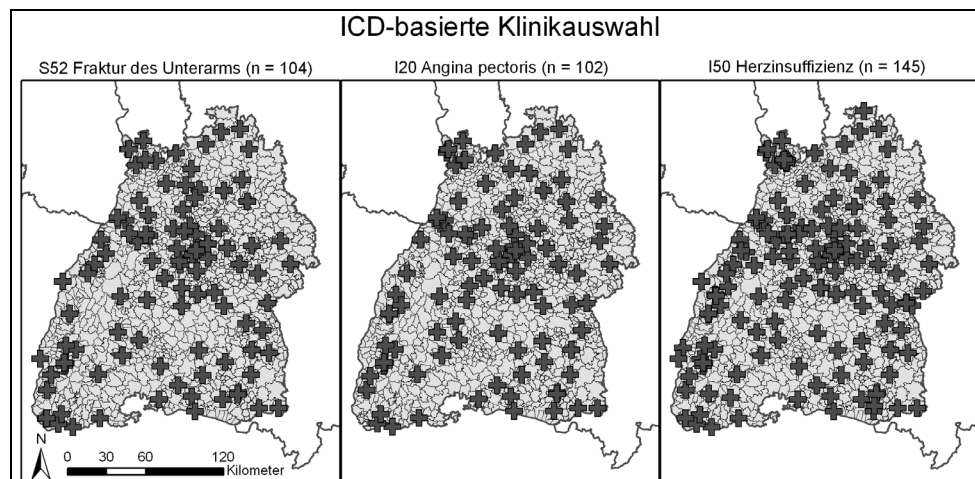 ICD-basierte Klinikauswahl
S52 Fraktur des Unterarms (n = 104)
I20 Angina pectoris (n = 102)
I50 Herzinsuffizienz (n = 145)
N
0 30 60 120
Kilometer